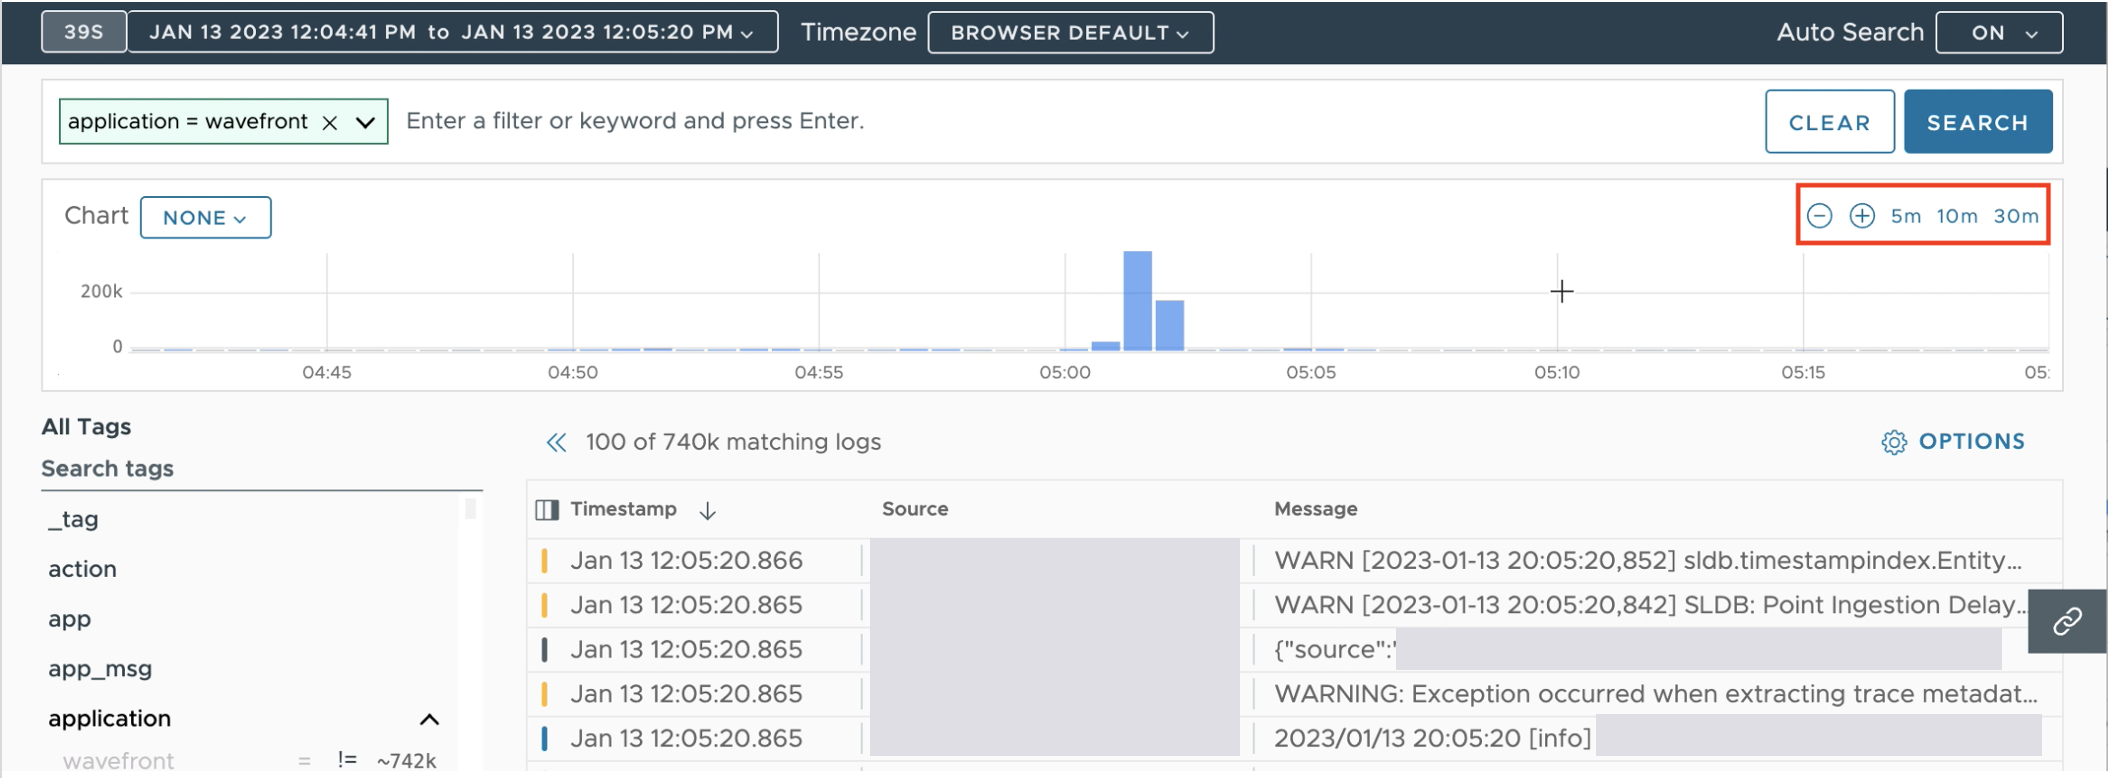 39S JAN 13 2023 12:04:41 PM to JAN 13 2023 12:05:20 PM Timezone BROWSER DEFAULT Auto Search ON
application = wavefront Enter a filter or keyword and press Enter. CLEAR SEARCH
Chart NONE 5m 10m 30m
200k
0
04:45 04:50 04:55 05:00 05:05 05:10 05:15 05:
All Tags
Search tags
_tag
action
app
app_msg
application
wavefront = != ~742k
100 of 740k matching logs OPTIONS
Timestamp Source Message
Jan 13 12:05:20.866 WARN [2023-01-13 20:05:20,852] sldb.timestampindex.Entity...
Jan 13 12:05:20.865 WARN [2023-01-13 20:05:20,842] SLDB: Point Ingestion Delay...
Jan 13 12:05:20.865 {"source":"
Jan 13 12:05:20.865 WARNING: Exception occurred when extracting trace metadat...
Jan 13 12:05:20.865 2023/01/13 20:05:20 [info]